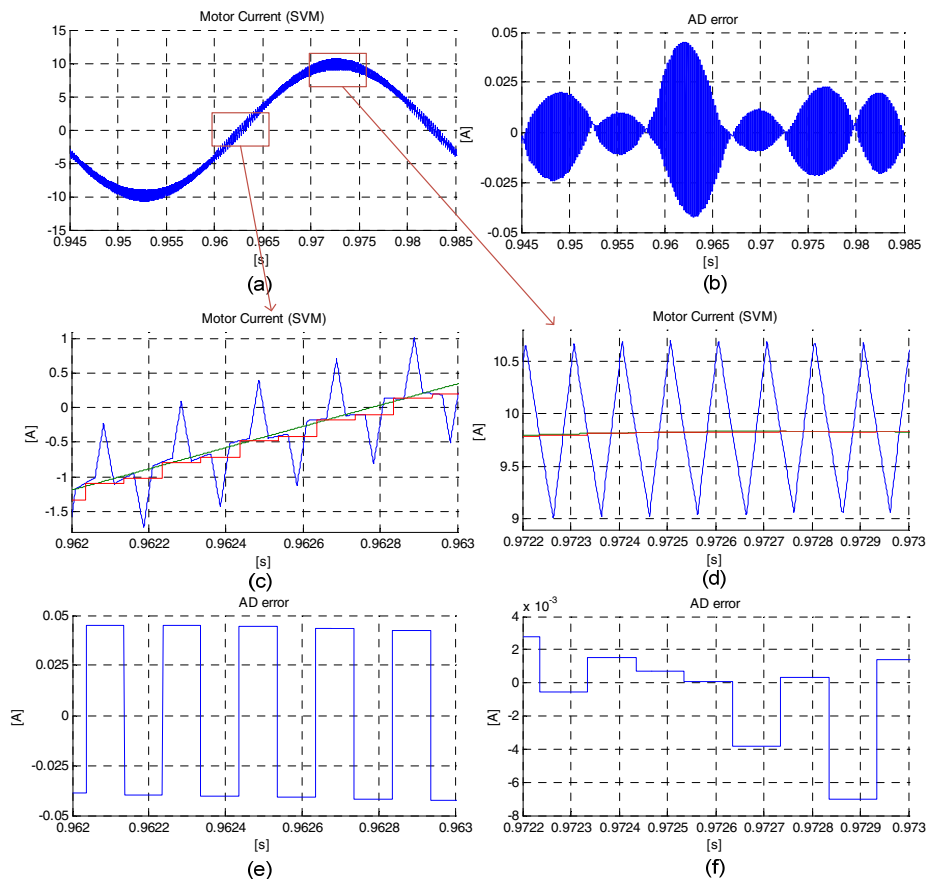 Motor Current (SVM)
15
10
5
0
-5
-10
-15
0.945 0.95 0.955 0.96 0.965 0.97 0.975 0.98 0.985
[s]
(a)
AD error
0.05
0.025
0
-0.025
-0.05
[A]
0.945 0.95 0.955 0.96 0.965 0.97 0.975 0.98 0.985
[s]
(b)
Motor Current (SVM)
1
0.5
0
-0.5
-1
-1.5
[A]
0.962 0.9622 0.9624 0.9626 0.9628 0.963
[s]
(c)
Motor Current (SVM)
10.5
10
9.5
9
[A]
0.9722 0.9723 0.9724 0.9725 0.9726 0.9727 0.9728 0.9729 0.973
[s]
(d)
AD error
0.05
0.025
0
-0.025
-0.05
[A]
0.962 0.9622 0.9624 0.9626 0.9628 0.963
[s]
(e)
AD error
x 10⁻³
4
2
0
-2
-4
-6
-8
[A]
0.9722 0.9723 0.9724 0.9725 0.9726 0.9727 0.9728 0.9729 0.973
[s]
(f)